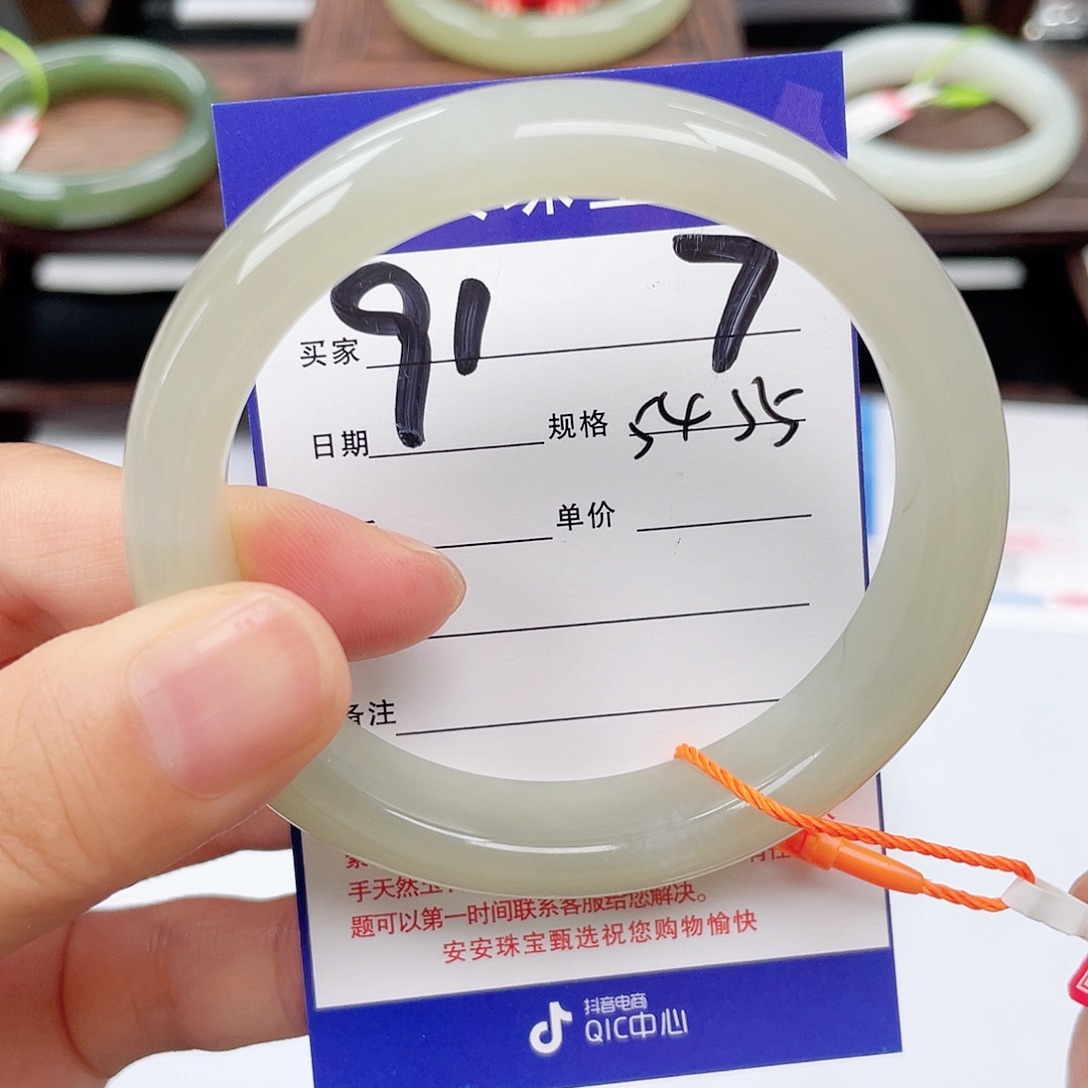 91 7
买家
日期 规格 54 55
单价
备注
手天然玉
题可以第一时间联系客服给您解决。
安安珠宝甄选祝您购物愉快
抖音电商
QIC中心